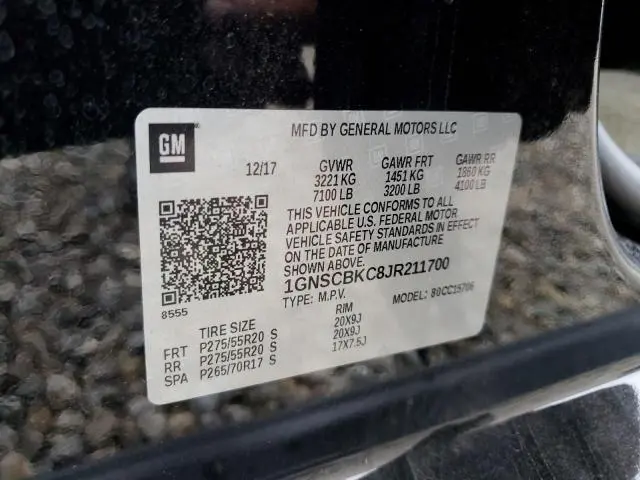 GM
MFD BY GENERAL MOTORS LLC
12/17 GVWR GAWR FRT GAWR RR
3221 KG 1451 KG 1860 KG
7100 LB 3200 LB 4100 LB
THIS VEHICLE CONFORMS TO ALL
APPLICABLE U.S. FEDERAL MOTOR
VEHICLE SAFETY STANDARDS IN EFFECT
ON THE DATE OF MANUFACTURE
SHOWN ABOVE.
1GNSCBKC8JR211700
8555 TYPE: M.P.V. MODEL: 80CC15706
TIRE SIZE RIM
FRT P275/55R20 S 20X9J
RR P275/55R20 S 20X9J
SPA P265/70R17 S 17X7.5J